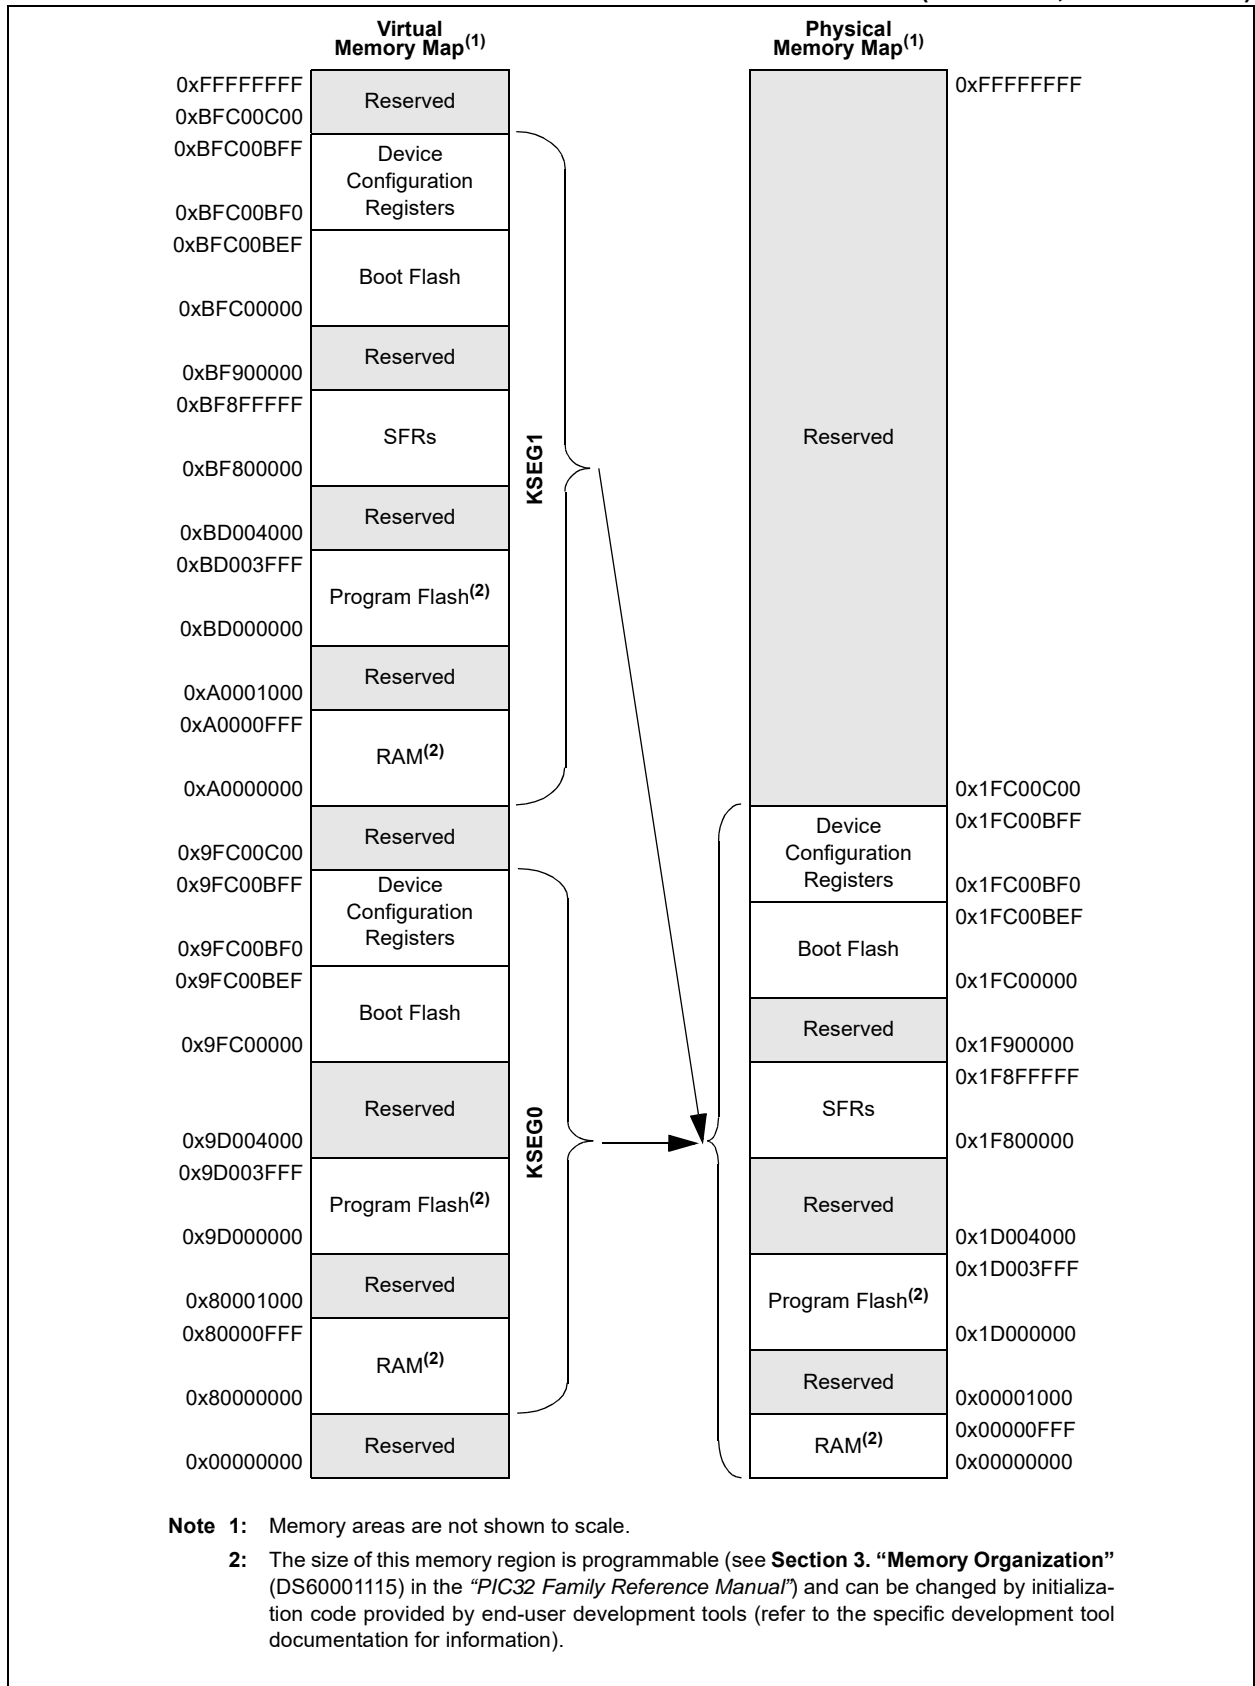 Virtual
Memory Map(1)
0xFFFFFFFF
Reserved
0xBFC00C00
0xBFC00BFF
Device
Configuration
Registers
0xBFC00BF0
0xBFC00BEF
Boot Flash
0xBFC00000
Reserved
0xBF900000
0xBF8FFFFF
SFRs
0xBF800000
Reserved
0xBD004000
0xBD003FFF
Program Flash(2)
0xBD000000
Reserved
0xA0001000
0xA0000FFF
RAM(2)
0xA0000000
Reserved
0x9FC00C00
0x9FC00BFF
Device
Configuration
Registers
0x9FC00BF0
0x9FC00BEF
Boot Flash
0x9FC00000
Reserved
0x9D004000
0x9D003FFF
Program Flash(2)
0x9D000000
Reserved
0x80001000
0x80000FFF
RAM(2)
0x80000000
Reserved
0x00000000
KSEG1
KSEG0
Physical
Memory Map(1)
0xFFFFFFFF
Reserved
0x1FC00C00
0x1FC00BFF
Device
Configuration
Registers
0x1FC00BF0
0x1FC00BEF
Boot Flash
0x1FC00000
Reserved
0x1F900000
0x1F8FFFFF
SFRs
0x1F800000
Reserved
0x1D004000
0x1D003FFF
Program Flash(2)
0x1D000000
Reserved
0x00001000
0x00000FFF
RAM(2)
0x00000000
Note 1: Memory areas are not shown to scale.
2: The size of this memory region is programmable (see Section 3. “Memory Organization”
(DS60001115) in the “PIC32 Family Reference Manual”) and can be changed by initializa-
tion code provided by end-user development tools (refer to the specific development tool
documentation for information).